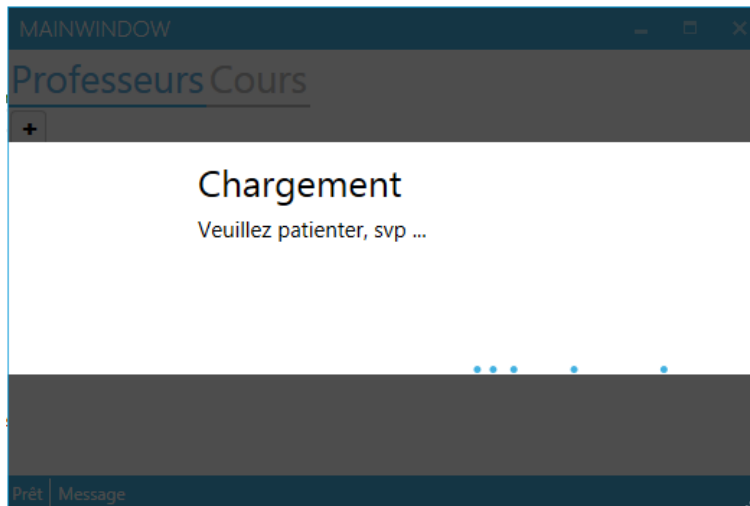 MAINWINDOW
Professeurs Cours
+
Chargement
Veuillez patienter, svp ...
Prêt Message